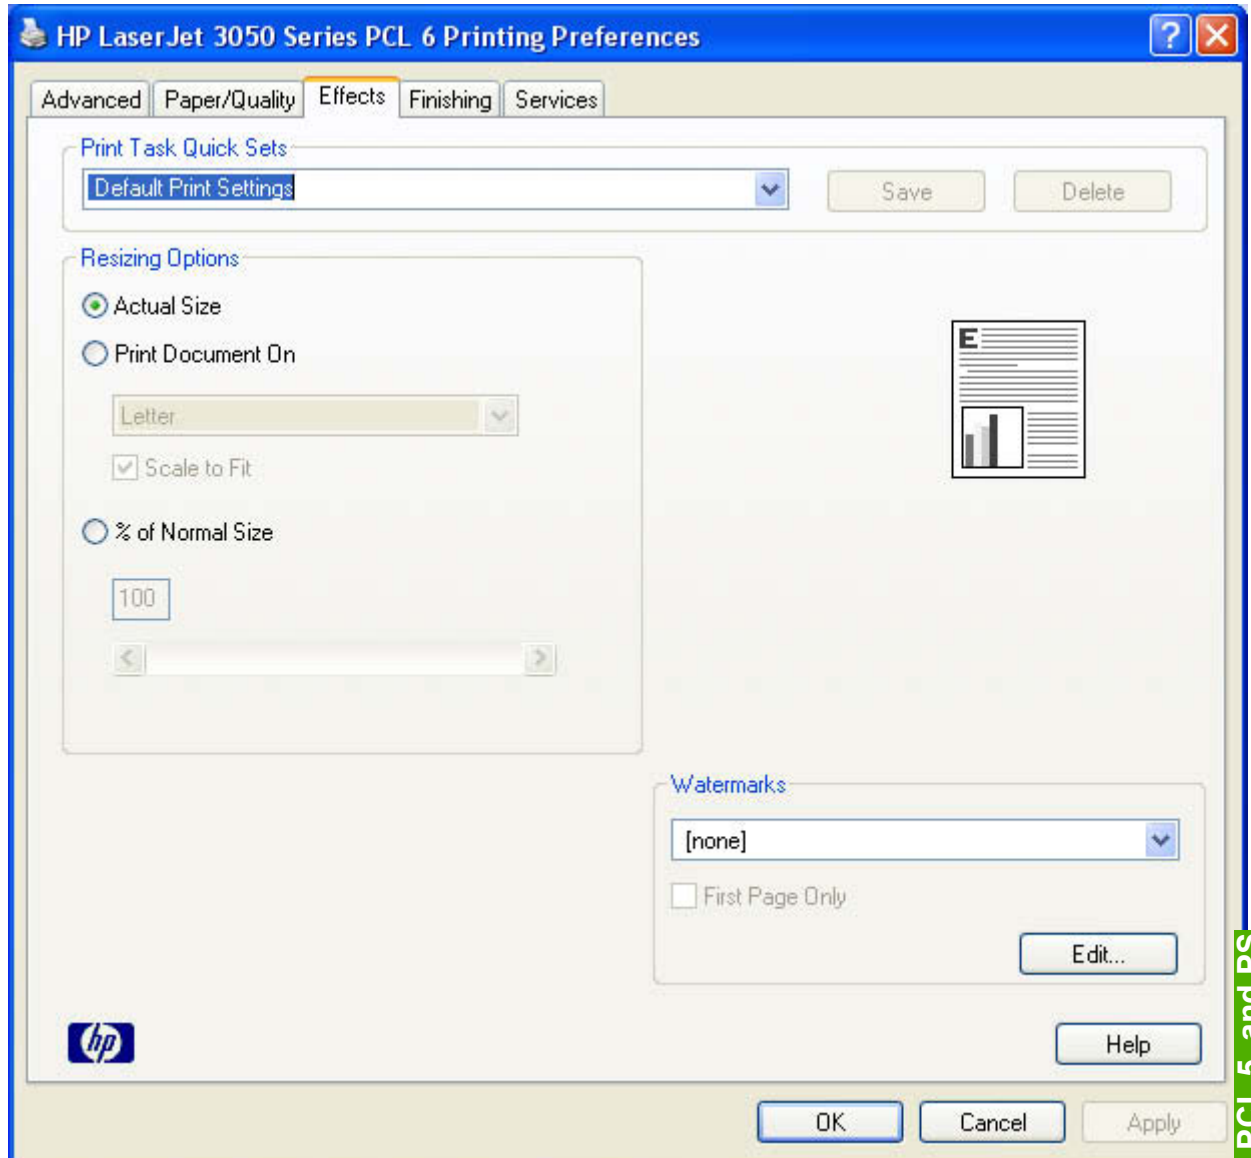 HP LaserJet 3050 Series PCL 6 Printing Preferences
?
Advanced Paper/Quality Effects Finishing Services
Print Task Quick Sets
Default Print Settings Save Delete
Resizing Options
Actual Size
Print Document On
Letter
Scale to Fit
% of Normal Size
100
E
Watermarks
[none]
First Page Only
Edit...
hp
Help
OK Cancel Apply
PCL 5, and PS